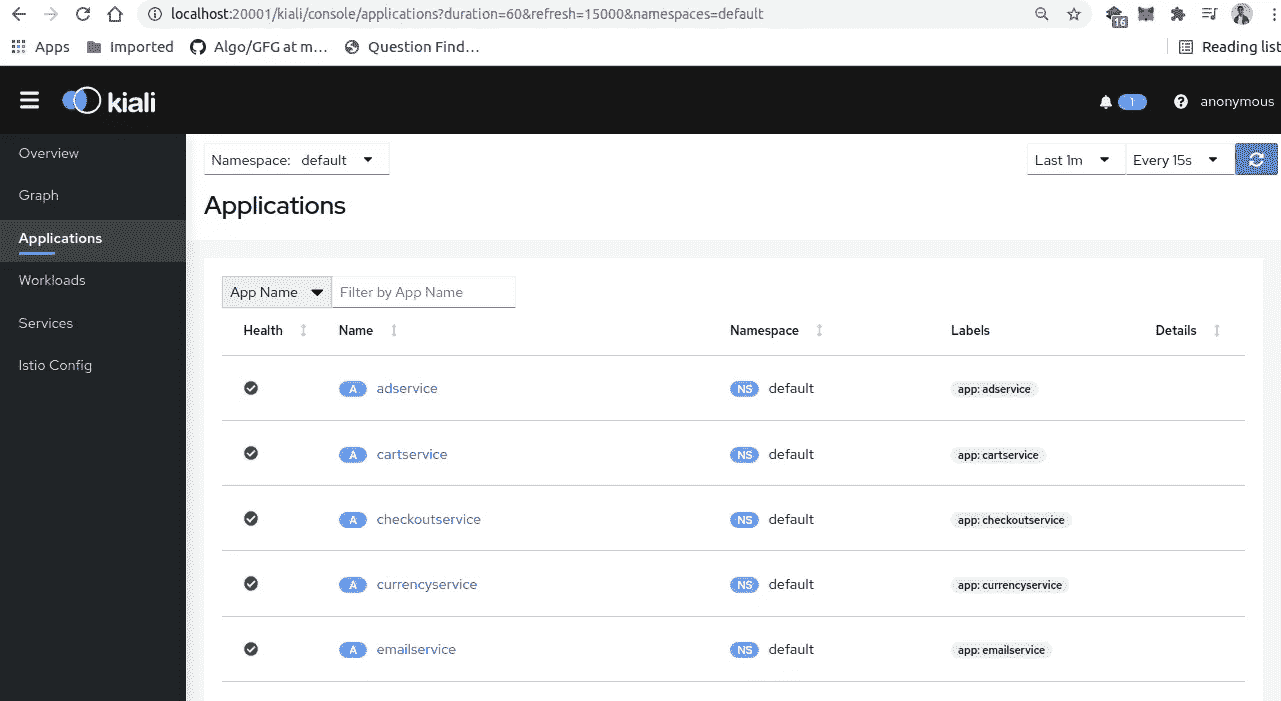 localhost:20001/kiali/console/applications?duration=60&refresh=15000&namespaces=default
16
Apps Imported Algo/GFG at m... Question Find... Reading list
kiali 1 anonymous
Overview
Graph
Applications
Workloads
Services
Istio Config
Namespace: default Last 1m Every 15s
Applications
App Name Filter by App Name
Health Name Namespace Labels Details
A adservice NS default app: adservice
A cartservice NS default app: cartservice
A checkoutservice NS default app: checkoutservice
A currencyservice NS default app: currencyservice
A emailservice NS default app: emailservice